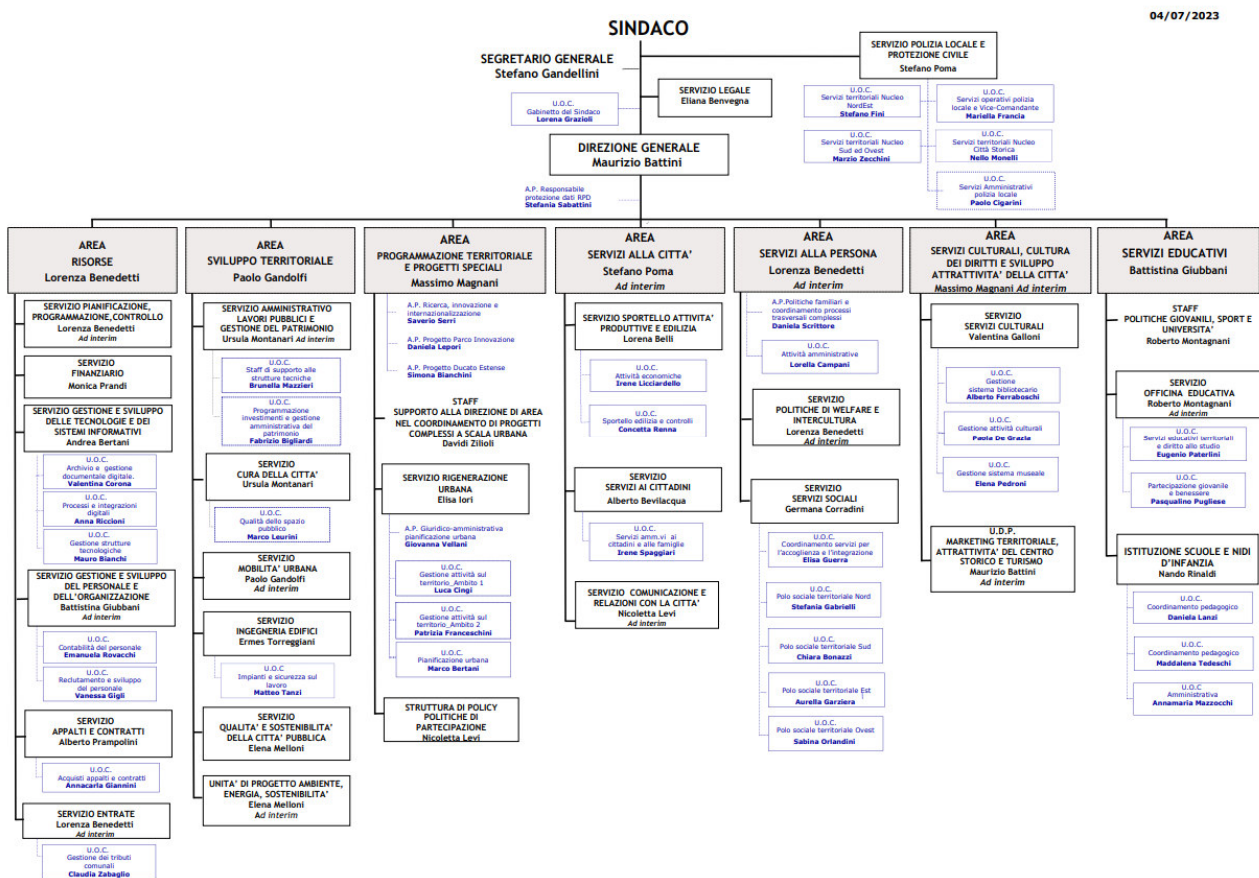 04/07/2023
SINDACO
SEGRETARIO GENERALE
Stefano Gandellini
SERVIZIO POLIZIA LOCALE E
PROTEZIONE CIVILE
Stefano Poma
SERVIZIO LEGALE
Eliana Benvegna
U.O.C.
Gabinetto del Sindaco
Lorena Grazioli
U.O.C.
Servizi territoriali Nucleo
NordEst
Stefano Fini
U.O.C.
Servizi operativi polizia
locale e Vice-Comandante
Mariella Francia
U.O.C.
Servizi territoriali Nucleo
Sud ed Ovest
Marzio Zecchini
U.O.C.
Servizi territoriali Nucleo
Città Storica
Nello Monelli
U.O.C.
Servizi Amministrativi
polizia locale
Paolo Cigarini
DIREZIONE GENERALE
Maurizio Battini
A.P. Responsabile
protezione dati RPD
Stefania Sabattini
AREA
RISORSE
Lorenza Benedetti
SERVIZIO PIANIFICAZIONE,
PROGRAMMAZIONE,CONTROLLO
Lorenza Benedetti
Ad interim
SERVIZIO
FINANZIARIO
Monica Prandi
SERVIZIO GESTIONE E SVILUPPO
DELLE TECNOLOGIE E DEI
SISTEMI INFORMATIVI
Andrea Bertani
U.O.C.
Archivio e gestione
documentale digitale.
Valentina Corona
U.O.C.
Processi e integrazioni
digitali
Anna Riccioni
U.O.C.
Gestione strutture
tecnologiche
Mauro Bianchi
SERVIZIO GESTIONE E SVILUPPO
DEL PERSONALE E
DELL'ORGANIZZAZIONE
Battistina Giubbani
Ad interim
U.O.C.
Contabilità del personale
Emanuela Rovacchi
U.O.C.
Reclutamento e sviluppo
del personale
Vanessa Gigli
SERVIZIO
APPALTI E CONTRATTI
Alberto Prampolini
U.O.C.
Acquisti appalti e contratti
Annacarla Giannini
SERVIZIO ENTRATE
Lorenza Benedetti
Ad interim
U.O.C.
Gestione dei tributi
comunali
Claudia Zabaglio
AREA
SVILUPPO TERRITORIALE
Paolo Gandolfi
SERVIZIO AMMINISTRATIVO
LAVORI PUBBLICI E
GESTIONE DEL PATRIMONIO
Ursula Montanari Ad interim
U.O.C.
Staff di supporto alle
strutture tecniche
Brunella Mazzieri
U.O.C.
Programmazione
investimenti e gestione
amministrativa del
patrimonio
Fabrizio Bigliardi
SERVIZIO
CURA DELLA CITTA'
Ursula Montanari
U.O.C.
Qualità dello spazio
pubblico
Marco Leurini
SERVIZIO
MOBILITA' URBANA
Paolo Gandolfi
Ad interim
SERVIZIO
INGEGNERIA EDIFICI
Ermes Torreggiani
U.O.C
Impianti e sicurezza sul
lavoro
Matteo Tanzi
SERVIZIO
QUALITA' E SOSTENIBILITA'
DELLA CITTA' PUBBLICA
Elena Melloni
UNITA' DI PROGETTO AMBIENTE,
ENERGIA, SOSTENIBILITA'
Elena Melloni
Ad interim
AREA
PROGRAMMAZIONE TERRITORIALE
E PROGETTI SPECIALI
Massimo Magnani
A.P. Ricerca, innovazione e
internazionalizzazione
Saverio Serri
A.P. Progetto Parco Innovazione
Daniela Lepori
A.P. Progetto Ducato Estense
Simona Bianchini
STAFF
SUPPORTO ALLA DIREZIONE DI AREA
NEL COORDINAMENTO DI PROGETTI
COMPLESSI A SCALA URBANA
Davidi Zilloli
SERVIZIO RIGENERAZIONE
URBANA
Elisa Iori
A.P. Giuridico-amministrativa
pianificazione urbana
Giovanna Vellani
U.O.C.
Gestione attività sul
territorio_Ambito 1
Luca Cingi
U.O.C.
Gestione attività sul
territorio_Ambito 2
Patrizia Franceschini
U.O.C.
Pianificazione urbana
Marco Bertani
STRUTTURA DI POLICY
POLITICHE DI
PARTECIPAZIONE
Nicoletta Levi
AREA
SERVIZI ALLA CITTA'
Stefano Poma
Ad interim
SERVIZIO SPORTELLO ATTIVITA'
PRODUTTIVE E EDILIZIA
Lorena Belli
U.O.C.
Attività economiche
Irene Licciardello
U.O.C.
Sportello edilizia e controlli
Concetta Renna
SERVIZIO
SERVIZI AI CITTADINI
Alberto Bevilacqua
U.O.C.
Servizi amm.vi ai
cittadini e alle famiglie
Irene Spaggiari
SERVIZIO COMUNICAZIONE E
RELAZIONI CON LA CITTA'
Nicoletta Levi
Ad interim
AREA
SERVIZI ALLA PERSONA
Lorenza Benedetti
Ad interim
A.P.Politiche familiari e
coordinamento processi
trasversali complessi
Daniela Scrittore
U.O.C.
Attività amministrative
Lorella Campani
SERVIZIO
POLITICHE DI WELFARE E
INTERCULTURA
Lorenza Benedetti
Ad interim
SERVIZIO
SERVIZI SOCIALI
Germana Corradini
U.O.C.
Coordinamento servizi per
l'accoglienza e l'integrazione
Elisa Guerra
U.O.C.
Polo sociale territoriale Nord
Stefania Gabrielli
U.O.C.
Polo sociale territoriale Sud
Chiara Bonazzi
U.O.C.
Polo sociale territoriale Est
Aurella Garziera
U.O.C.
Polo sociale territoriale Ovest
Sabina Orlandini
AREA
SERVIZI CULTURALI, CULTURA
DEI DIRITTI E SVILUPPO
ATTRATTIVITA' DELLA CITTA'
Massimo Magnani Ad interim
SERVIZIO
SERVIZI CULTURALI
Valentina Galloni
U.O.C.
Gestione
sistema bibliotecario
Alberto Ferraboschi
U.O.C.
Gestione attività culturali
Paola De Grazia
U.O.C.
Gestione sistema museale
Elena Pedroni
U.D.P.
MARKETING TERRITORIALE,
ATTRATTIVITA' DEL CENTRO
STORICO E TURISMO
Maurizio Battini
Ad interim
AREA
SERVIZI EDUCATIVI
Battistina Giubbani
STAFF
POLITICHE GIOVANILI, SPORT E
UNIVERSITA'
Roberto Montagnani
SERVIZIO
OFFICINA EDUCATIVA
Roberto Montagnani
Ad interim
U.O.C.
Servizi educativi territoriali
e diritto allo studio
Eugenio Paterlini
U.O.C.
Partecipazione giovanile
e benessere
Pasqualino Pugliese
ISTITUZIONE SCUOLE E NIDI
D'INFANZIA
Nando Rinaldi
U.O.C.
Coordinamento pedagogico
Daniela Lanzi
U.O.C.
Coordinamento pedagogico
Maddalena Tedeschi
U.O.C
Amministrativa
Annamaria Mazzocchi